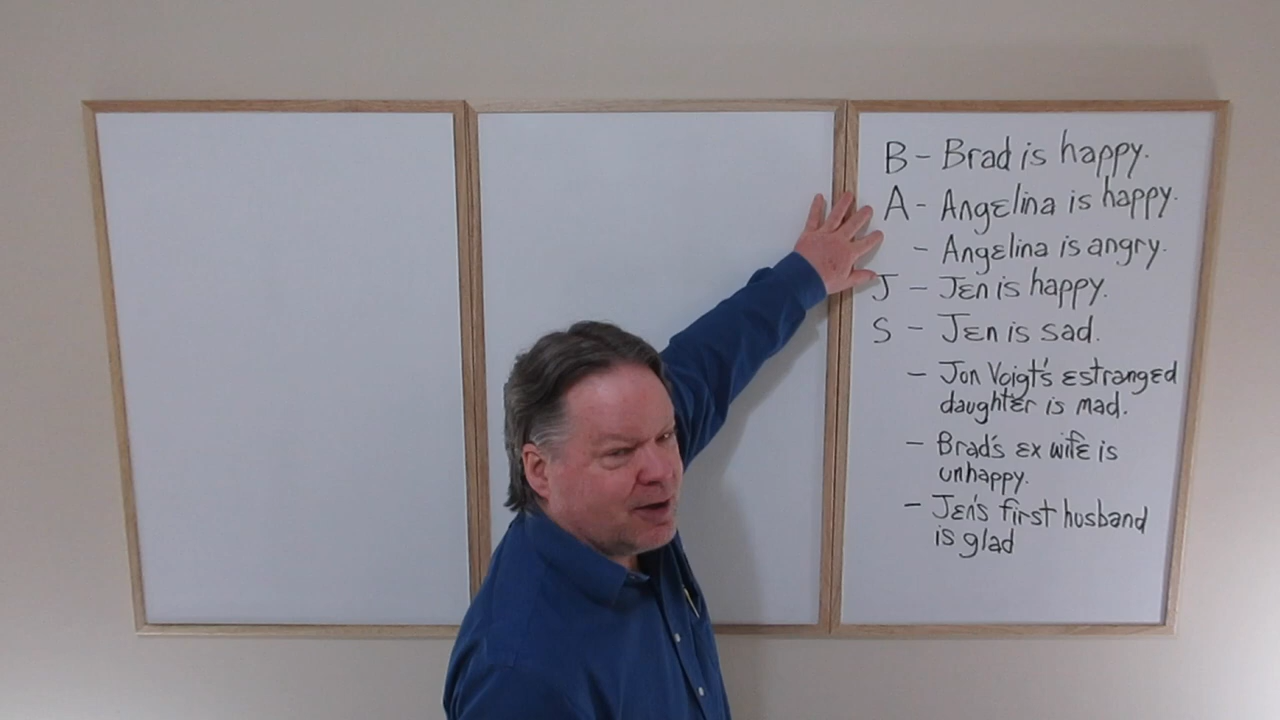 B - Brad is happy.
A - Angelina is happy.
- Angelina is angry.
J - Jen is happy.
S - Jen is sad.
- Jon Voigt's estranged
daughter is mad.
- Brad's ex wife is
unhappy.
- Jen's first husband
is glad